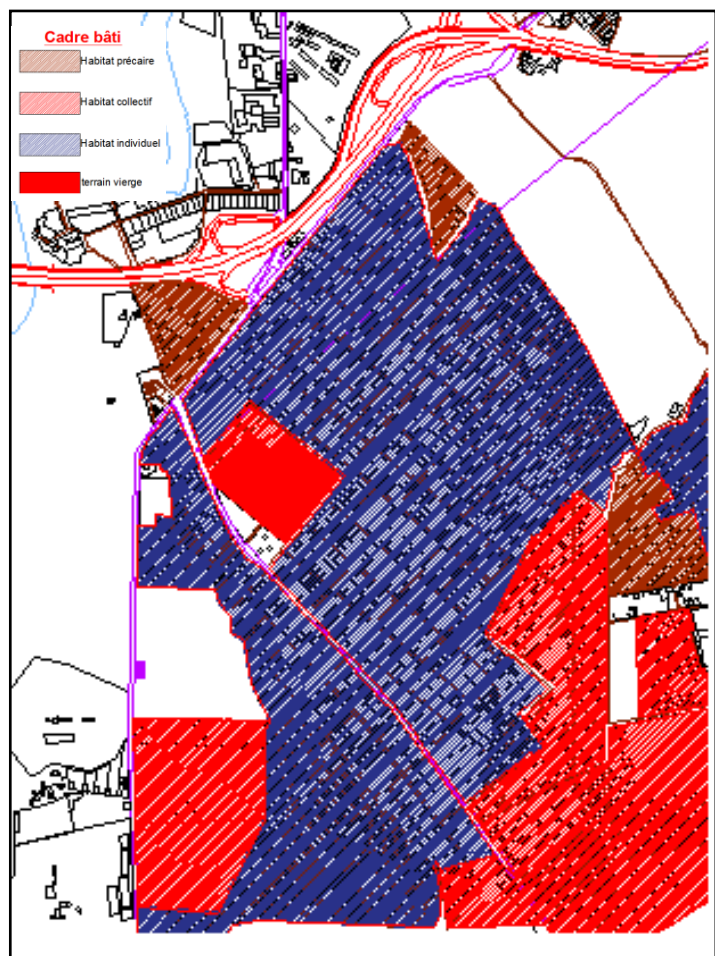 Cadre bâti
Habitat précaire
Habitat collectif
Habitat individuel
terrain vierge